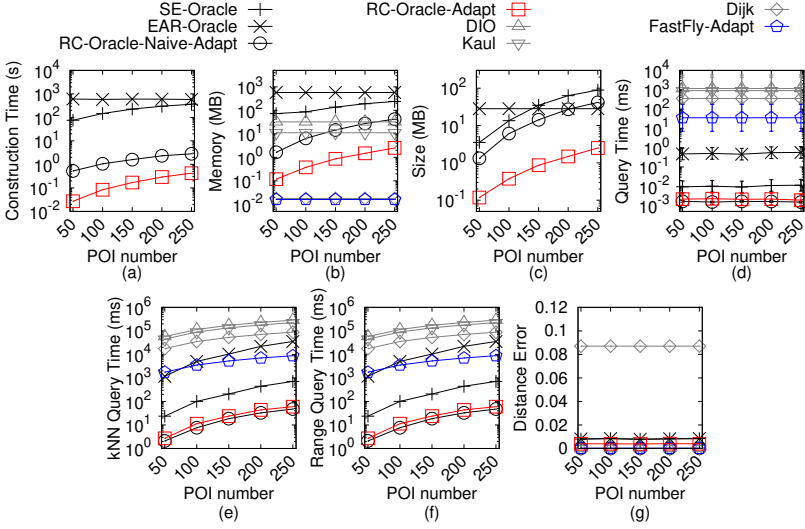 SE-Oracle
EAR-Oracle
RC-Oracle-Naive-Adapt
RC-Oracle-Adapt
DIO
Kaul
Dijk
FastFly-Adapt
Construction Time (s)
10^4
10^3
10^2
10^1
10^0
10^-1
10^-2
50 100 150 200 250
POI number
(a)
Memory (MB)
10^3
10^2
10^1
10^0
10^-1
10^-2
50 100 150 200 250
POI number
(b)
Size (MB)
10^2
10^1
10^0
10^-1
50 100 150 200 250
POI number
(c)
Query Time (ms)
10^4
10^3
10^2
10^1
10^0
10^-1
10^-2
10^-3
50 100 150 200 250
POI number
(d)
kNN Query Time (ms)
10^6
10^5
10^4
10^3
10^2
10^1
10^0
50 100 150 200 250
POI number
(e)
Range Query Time (ms)
10^6
10^5
10^4
10^3
10^2
10^1
10^0
50 100 150 200 250
POI number
(f)
Distance Error
0.12
0.1
0.08
0.06
0.04
0.02
0
50 100 150 200 250
POI number
(g)